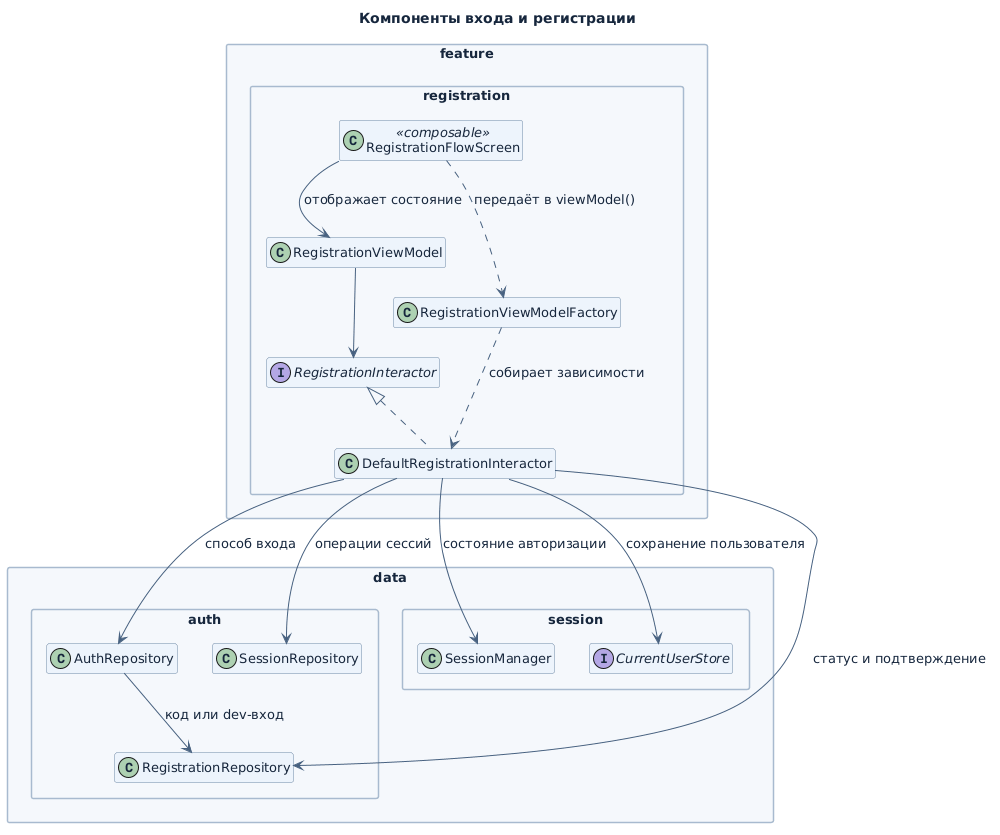 Компоненты входа и регистрации
feature
registration
C
«composable»
RegistrationFlowScreen
отображает состояние
передаёт в viewModel()
C RegistrationViewModel
C RegistrationViewModelFactory
I RegistrationInteractor
собирает зависимости
C DefaultRegistrationInteractor
способ входа
операции сессий
состояние авторизации
сохранение пользователя
data
auth
session
C AuthRepository
C SessionRepository
C SessionManager
I CurrentUserStore
статус и подтверждение
код или dev-вход
C RegistrationRepository